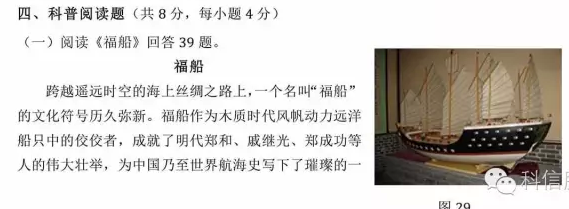 四、科普阅读题（共 8 分，每小题 4 分）
（一）阅读《福船》回答 39 题。
福船
跨越遥远时空的海上丝绸之路上，一个名叫“福船”
的文化符号历久弥新。福船作为木质时代风帆动力远洋
船只中的佼佼者，成就了明代郑和、戚继光、郑成功等
人的伟大壮举，为中国乃至世界航海史写下了璀璨的一
科信
图 29